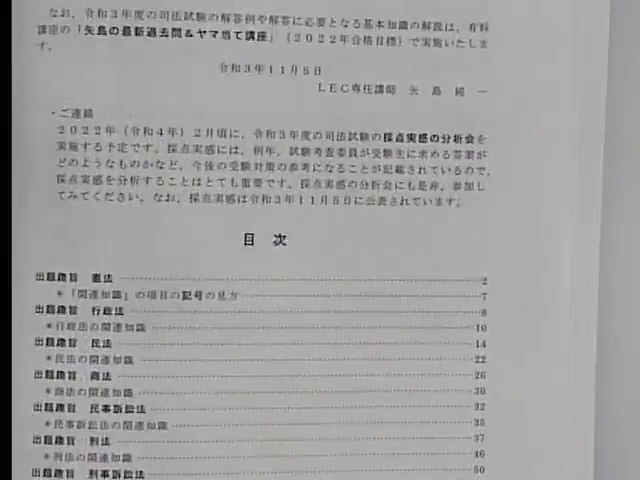 なお、令和3年度の司法試験の解答例や解答に必要となる基本知識の解説は、有料
講座の「矢島の最新過去問&ヤマ当て講座」（2022年合格目標）で実施いたしま
す。
令和3年11月5日
LEC専任講師 矢島 純一
・ご連絡
2022年（令和4年）2月頃に、令和3年度の司法試験の採点実感の分析会を
実施する予定です。採点実感には、例年、試験考査委員が受験生に求める答案が
どのようなものかなど、今後の受験対策の参考になることが記載されているので、
採点実感を分析することはとても重要です。採点実感の分析会にも是非、参加し
てみてください。なお、採点実感は令和3年11月5日に公表されています。
目 次
出題趣旨 憲法 2
＊「関連知識」の項目の記号の見方 7
出題趣旨 行政法 8
＊行政法の関連知識 10
出題趣旨 民法 14
＊民法の関連知識 22
出題趣旨 商法 26
＊商法の関連知識 30
出題趣旨 民事訴訟法 32
＊民事訴訟法の関連知識 35
出題趣旨 刑法 37
＊刑法の関連知識 46
出題趣旨 刑事訴訟法 50